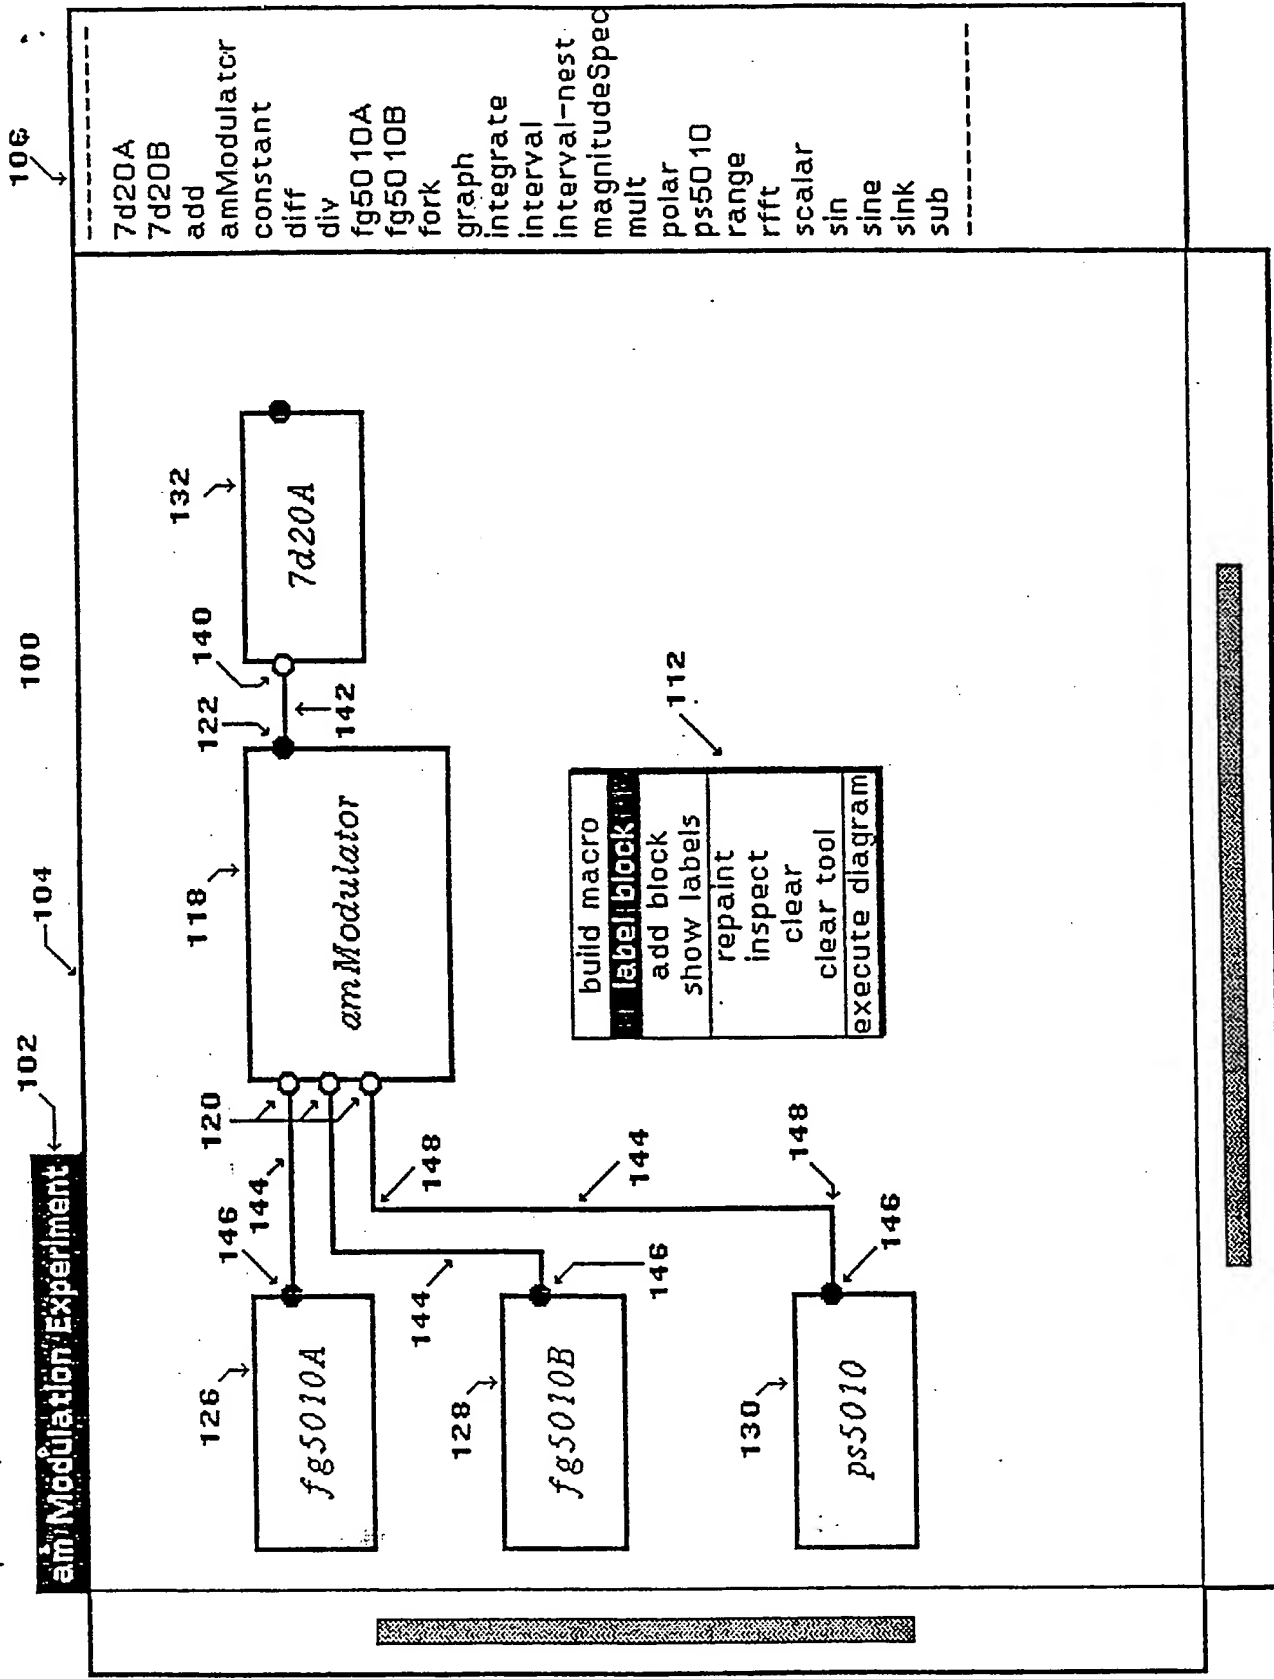 100
102
104
106
am Modulation Experiment
118
122
140
132
120
142
144
146
126
fg5010A
amModulator
7d20A
148
144
144
146
128
fg5010B
148
146
130
ps5010
112
build macro
label block
add block
show labels
repaint
inspect
clear
clear tool
execute diagram
7d20A
7d20B
add
amModulator
constant
diff
div
fg5010A
fg5010B
fork
graph
integrate
interval
interval-nest
magnitudeSpec
mult
polar
ps5010
range
rfft
scalar
sin
sine
sink
sub